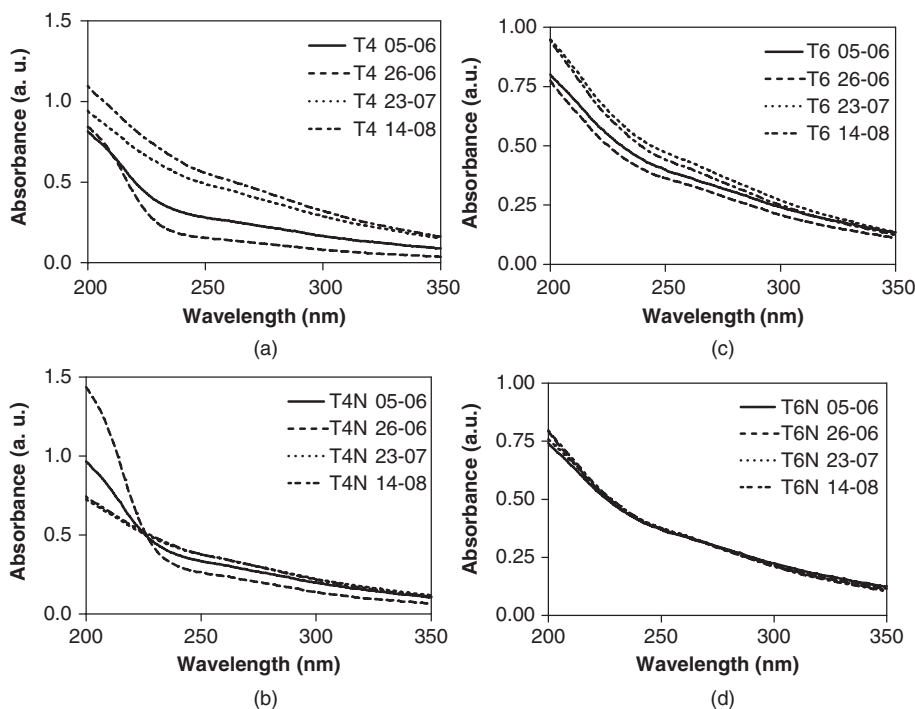 1.5
1.0
0.5
0.0
Absorbance (a. u.)
T4 05-06
T4 26-06
T4 23-07
T4 14-08
200
250
300
350
Wavelength (nm)
(a)
1.00
0.75
0.50
0.25
0.00
Absorbance (a.u.)
T6 05-06
T6 26-06
T6 23-07
T6 14-08
200
250
300
350
Wavelength (nm)
(c)
1.5
1.0
0.5
0.0
Absorbance (a. u.)
T4N 05-06
T4N 26-06
T4N 23-07
T4N 14-08
200
250
300
350
Wavelength (nm)
(b)
1.00
0.75
0.50
0.25
0.00
Absorbance (a.u.)
T6N 05-06
T6N 26-06
T6N 23-07
T6N 14-08
200
250
300
350
Wavelength (nm)
(d)